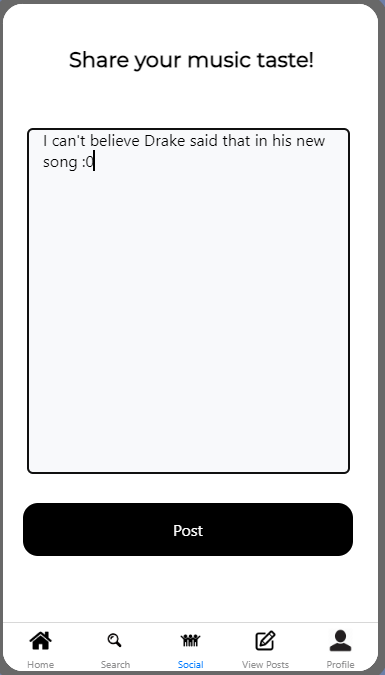 Share your music taste!
I can't believe Drake said that in his new
song :0
Post
Home
Search
Social
View Posts
Profile